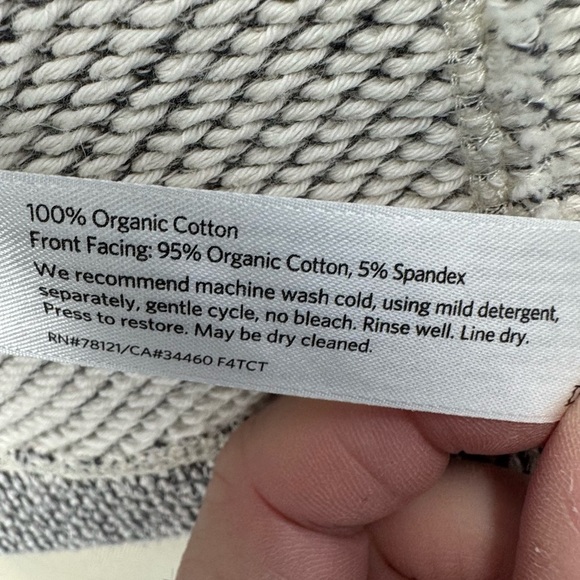 100% Organic Cotton
Front Facing: 95% Organic Cotton, 5% Spandex
We recommend machine wash cold, using mild detergent,
separately, gentle cycle, no bleach. Rinse well. Line dry.
Press to restore. May be dry cleaned.
RN#78121/CA#34460 F4TCT